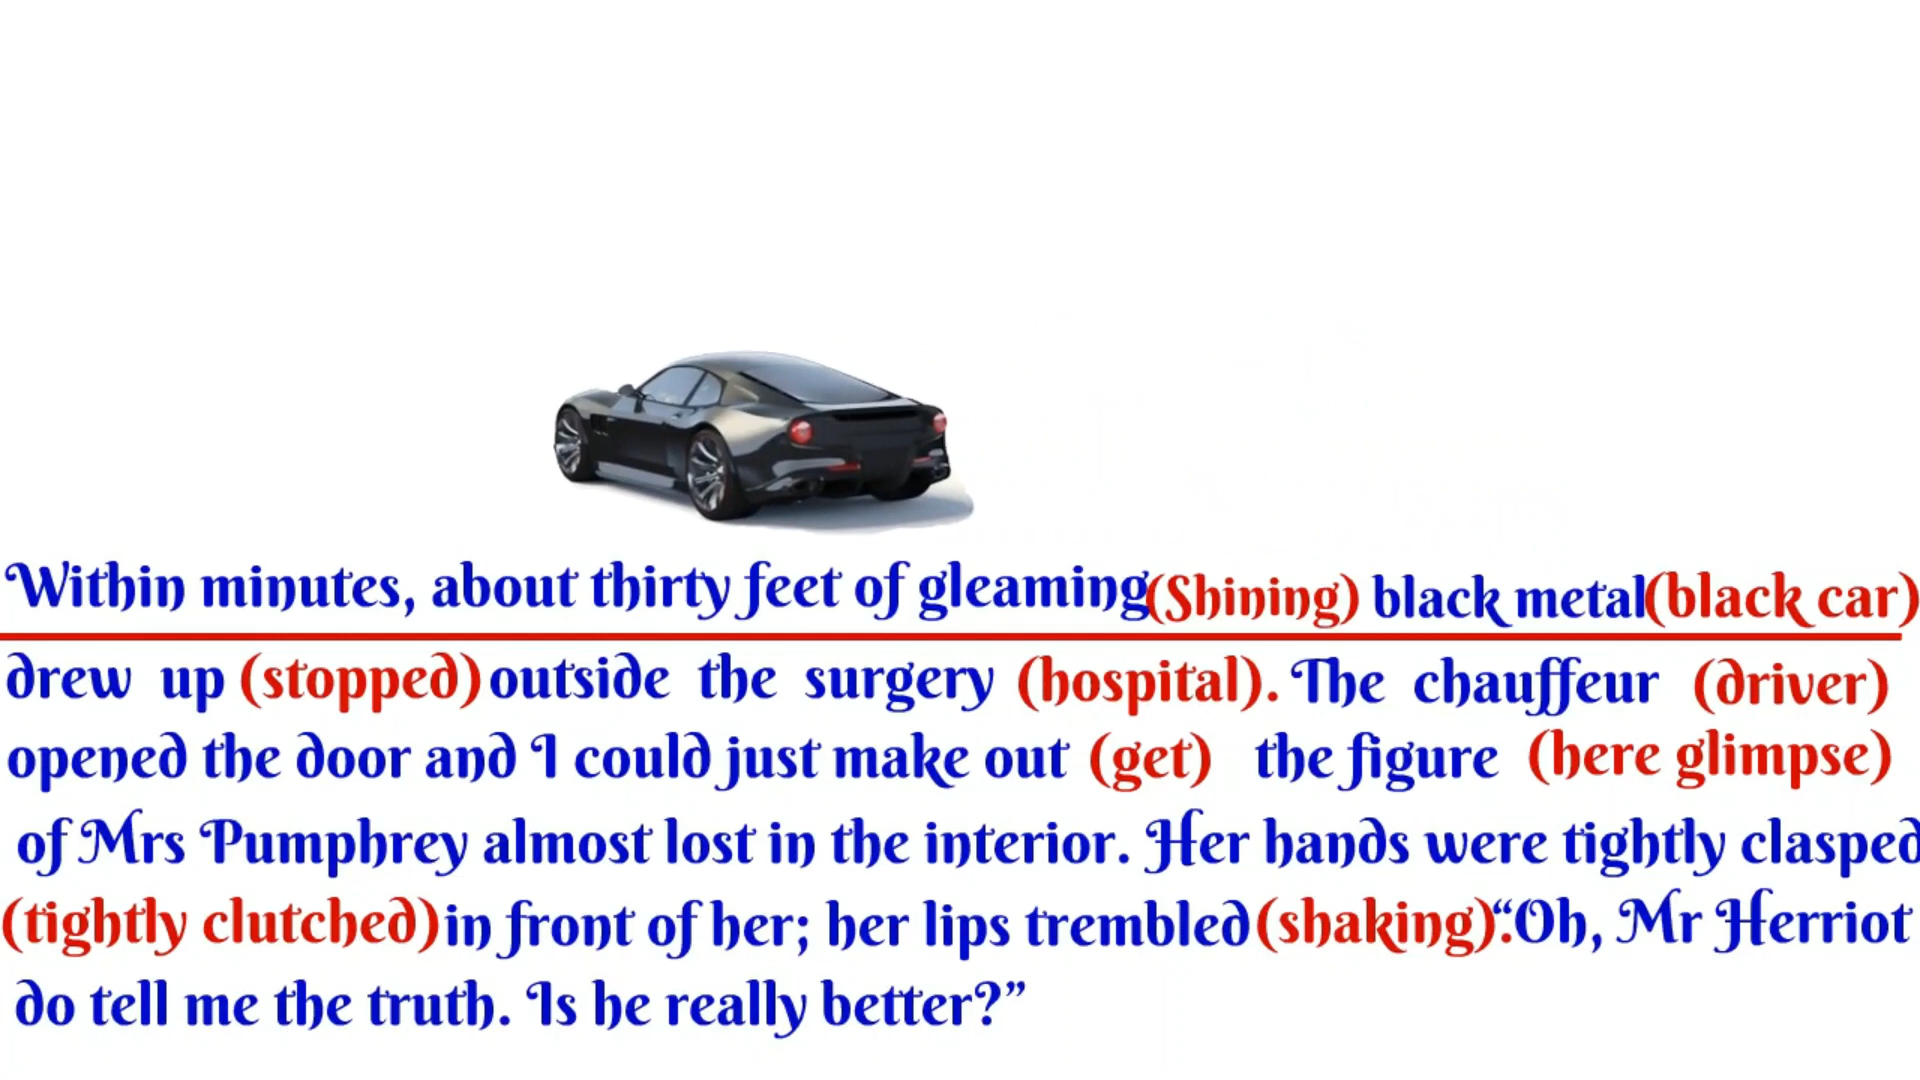 Within minutes, about thirty feet of gleaming(Shining) black metal(black car)
drew up (stopped) outside the surgery (hospital). The chauffeur (driver)
opened the door and I could just make out (get) the figure (here glimpse)
of Mrs Pumphrey almost lost in the interior. Her hands were tightly clasped
(tightly clutched) in front of her; her lips trembled(shaking).“Oh, Mr Herriot
do tell me the truth. Is he really better?”